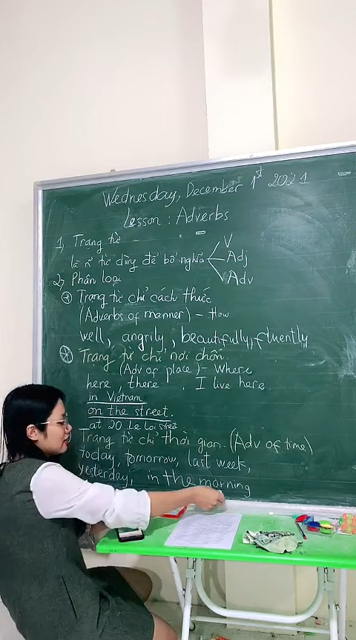 Wednesday, December 1st 2021
Lesson : Adverbs
1, Trạng từ
là n~ từ dùng để bổ nghĩa V
Adj
Adv
2, Phân loại
* Trạng từ chỉ cách thức
(Adverbs of manner) - How
well, angrily, beautifully, fluently
* Trạng từ chỉ nơi chốn
(Adv of place) - Where
here, there . I live here.
in Vietnam
on the street.
at 20 Le Loi
Trạng từ chỉ thời gian. (Adv of time)
Today, tomorrow, last week,
yesterday, in the morning